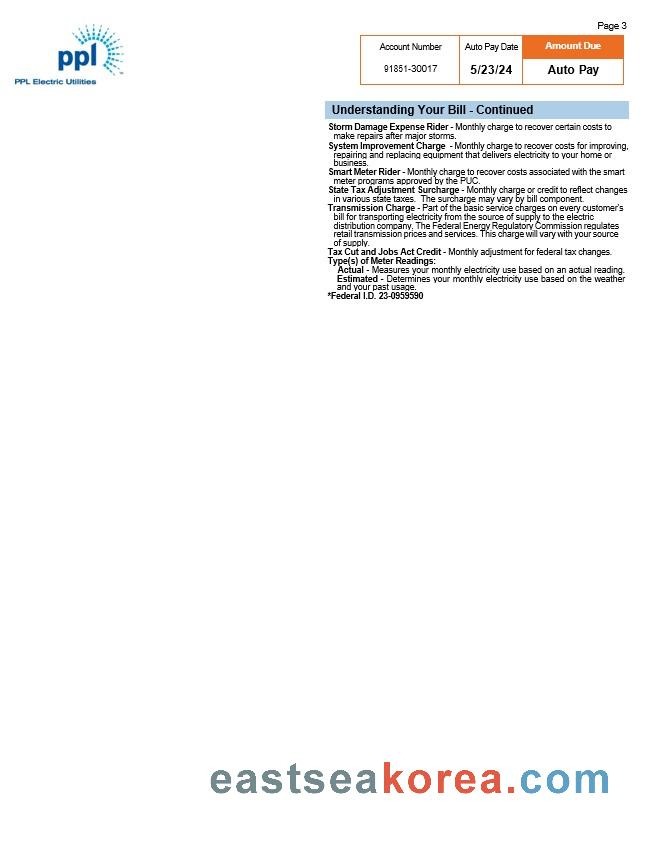 Page 3
ppl
PPL Electric Utilities
Account Number Auto Pay Date Amount Due
91851-30017 5/23/24 Auto Pay
Understanding Your Bill - Continued
Storm Damage Expense Rider - Monthly charge to recover certain costs to
make repairs after major storms.
System Improvement Charge - Monthly charge to recover costs for improving,
repairing and replacing equipment that delivers electricity to your home or
business.
Smart Meter Rider - Monthly charge to recover costs associated with the smart
meter programs approved by the PUC.
State Tax Adjustment Surcharge - Monthly charge or credit to reflect changes
in various state taxes. The surcharge may vary by bill component.
Transmission Charge - Part of the basic service charges on every customer's
bill for transporting electricity from the source of supply to the electric
distribution company. The Federal Energy Regulatory Commission regulates
retail transmission prices and services. This charge will vary with your source
of supply.
Tax Cut and Jobs Act Credit - Monthly adjustment for federal tax changes.
Type(s) of Meter Readings:
Actual - Measures your monthly electricity use based on an actual reading.
Estimated - Determines your monthly electricity use based on the weather
and your past usage.
*Federal I.D. 23-0959590
eastseakorea.com